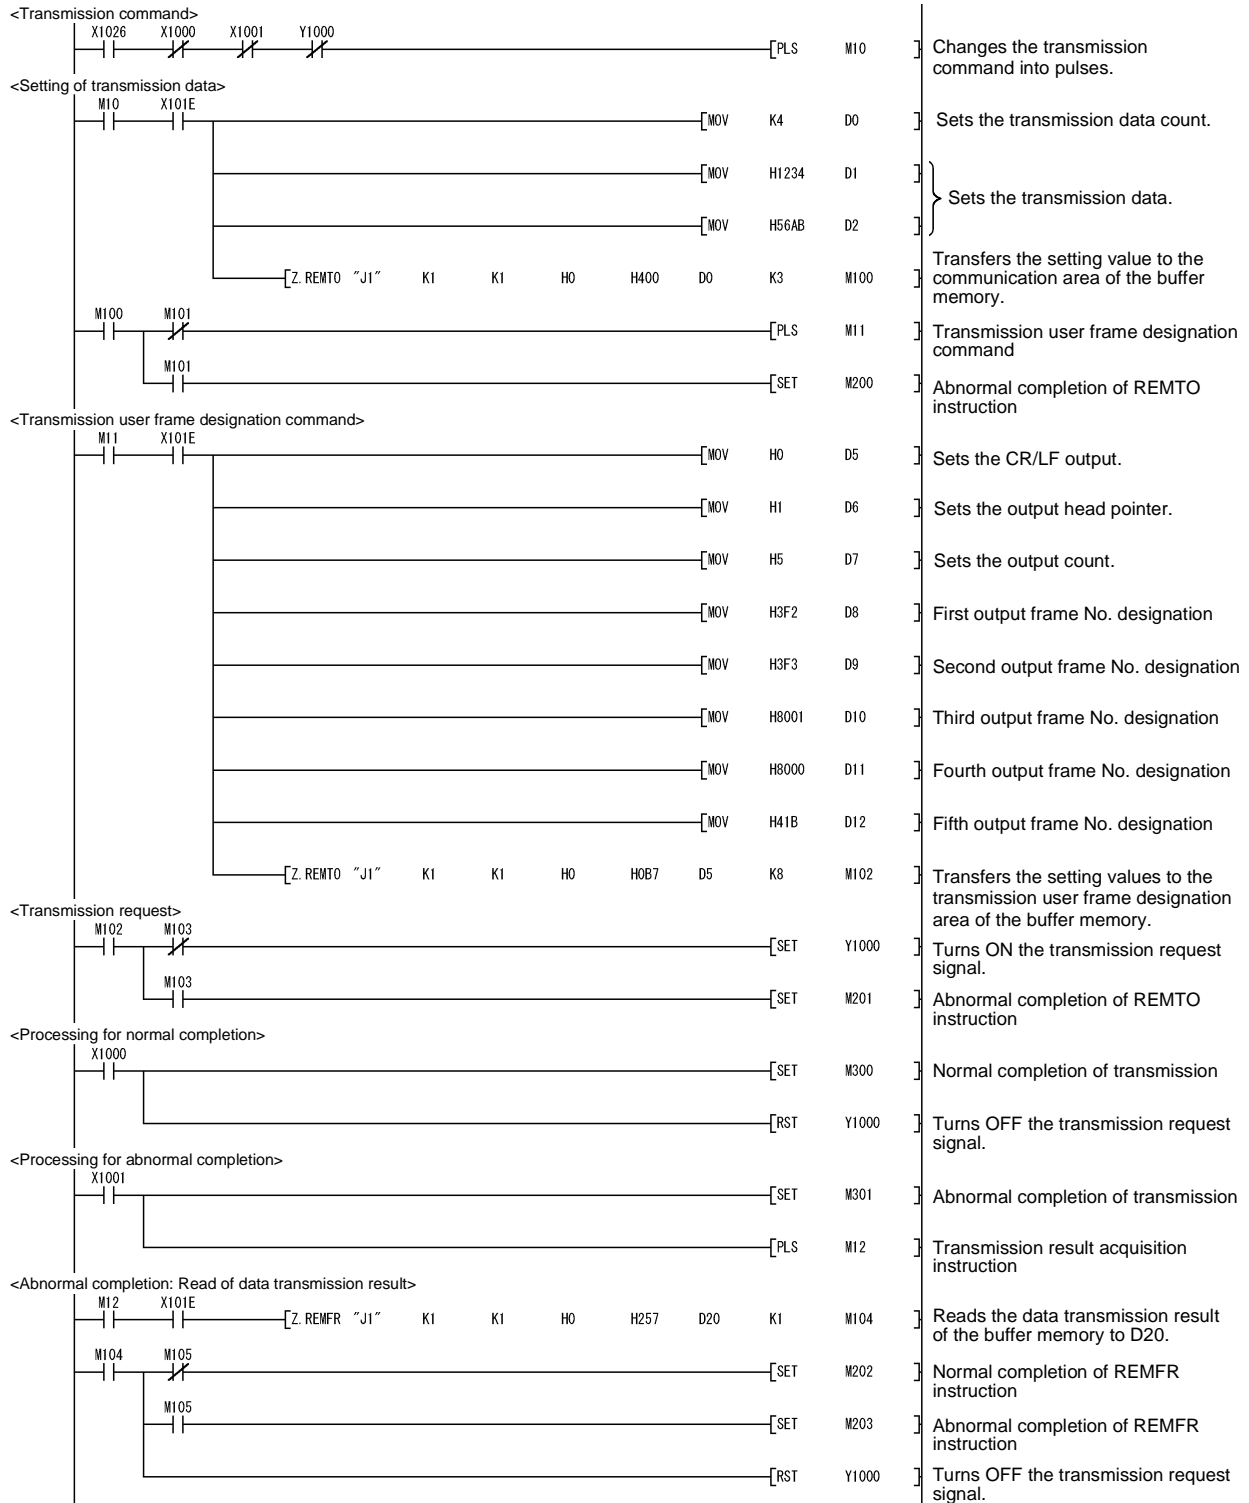 <Transmission command>
X1026 X1000 X1001 Y1000
[PLS M10 ] Changes the transmission
command into pulses.
<Setting of transmission data>
M10 X101E
[MOV K4 D0 ] Sets the transmission data count.
[MOV H1234 D1 ]
Sets the transmission data.
[MOV H56AB D2 ]
[Z.REMTO "J1" K1 K1 H0 H400 D0 K3 M100 ] Transfers the setting value to the
communication area of the buffer
memory.
M100 M101
[PLS M11 ] Transmission user frame designation
command
M101
[SET M200 ] Abnormal completion of REMTO
instruction
<Transmission user frame designation command>
M11 X101E
[MOV H0 D5 ] Sets the CR/LF output.
[MOV H1 D6 ] Sets the output head pointer.
[MOV H5 D7 ] Sets the output count.
[MOV H3F2 D8 ] First output frame No. designation
[MOV H3F3 D9 ] Second output frame No. designation
[MOV H8001 D10 ] Third output frame No. designation
[MOV H8000 D11 ] Fourth output frame No. designation
[MOV H41B D12 ] Fifth output frame No. designation
[Z.REMTO "J1" K1 K1 H0 H0B7 D5 K8 M102 ] Transfers the setting values to the
transmission user frame designation
area of the buffer memory.
<Transmission request>
M102 M103
[SET Y1000 ] Turns ON the transmission request
signal.
M103
[SET M201 ] Abnormal completion of REMTO
instruction
<Processing for normal completion>
X1000
[SET M300 ] Normal completion of transmission
[RST Y1000 ] Turns OFF the transmission request
signal.
<Processing for abnormal completion>
X1001
[SET M301 ] Abnormal completion of transmission
[PLS M12 ] Transmission result acquisition
instruction
<Abnormal completion: Read of data transmission result>
M12 X101E
[Z.REMFR "J1" K1 K1 H0 H257 D20 K1 M104 ] Reads the data transmission result
of the buffer memory to D20.
M104 M105
[SET M202 ] Normal completion of REMFR
instruction
M105
[SET M203 ] Abnormal completion of REMFR
instruction
[RST Y1000 ] Turns OFF the transmission request
signal.